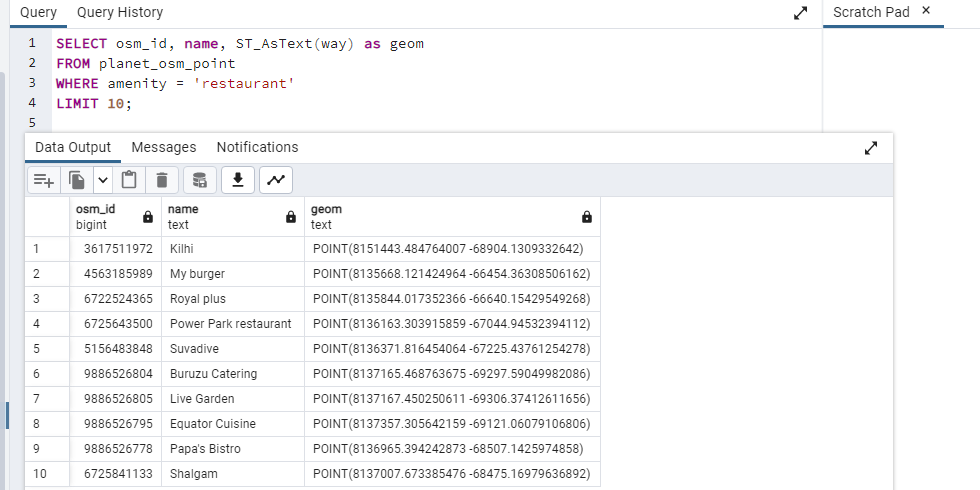 Query Query History Scratch Pad ×
1 SELECT osm_id, name, ST_AsText(way) as geom
2 FROM planet_osm_point
3 WHERE amenity = 'restaurant'
4 LIMIT 10;
5
Data Output Messages Notifications
osm_id name geom
bigint text text
1 3617511972 Kilhi POINT(8151443.484764007 -68904.1309332642)
2 4563185989 My burger POINT(8135668.121424964 -66454.36308506162)
3 6722524365 Royal plus POINT(8135844.017352366 -66640.15429549268)
4 6725643500 Power Park restaurant POINT(8136163.303915859 -67044.94532394112)
5 5156483848 Suvadive POINT(8136371.816454064 -67225.43761254278)
6 9886526804 Buruzu Catering POINT(8137165.468763675 -69297.59049982086)
7 9886526805 Live Garden POINT(8137167.450250611 -69306.37412611656)
8 9886526795 Equator Cuisine POINT(8137357.305642159 -69121.06079106806)
9 9886526778 Papa's Bistro POINT(8136965.394242873 -68507.1425974858)
10 6725841133 Shalgam POINT(8137007.673385476 -68475.16979636892)